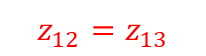 z₁₂ = z₁₃